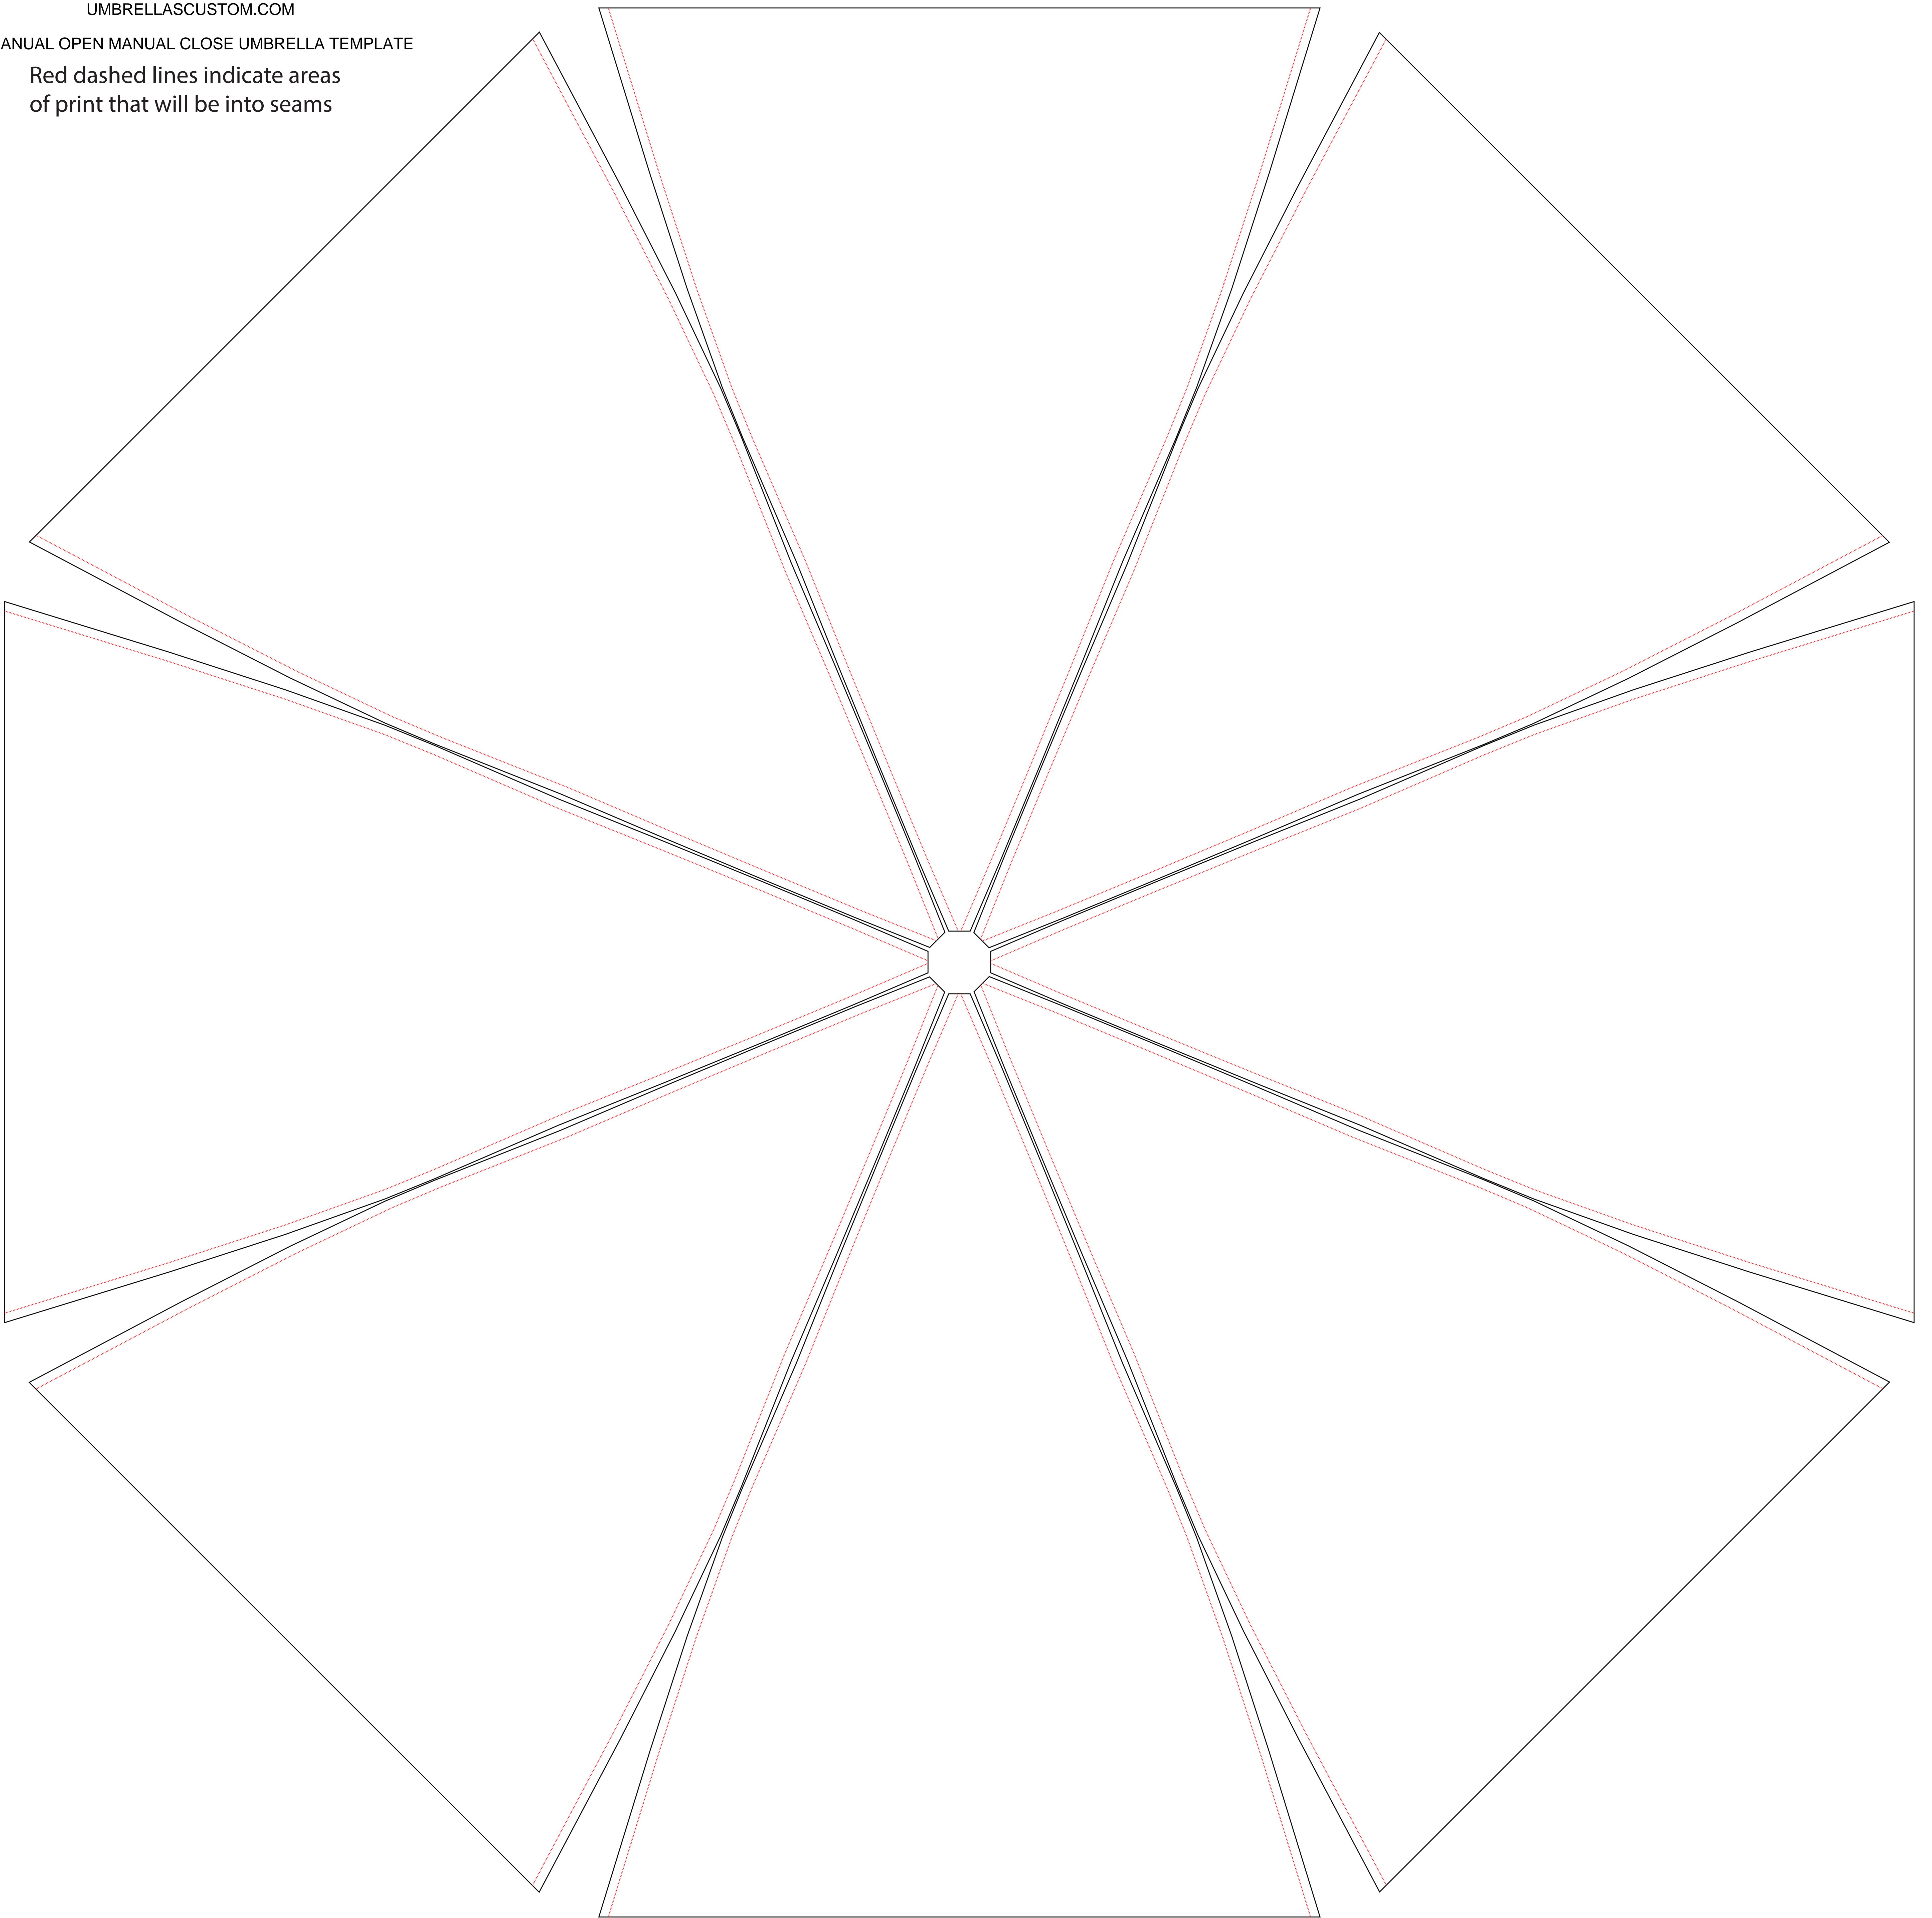 UMBRELLASCUSTOM.COM
ANUAL OPEN MANUAL CLOSE UMBRELLA TEMPLATE
Red dashed lines indicate areas
of print that will be into seams